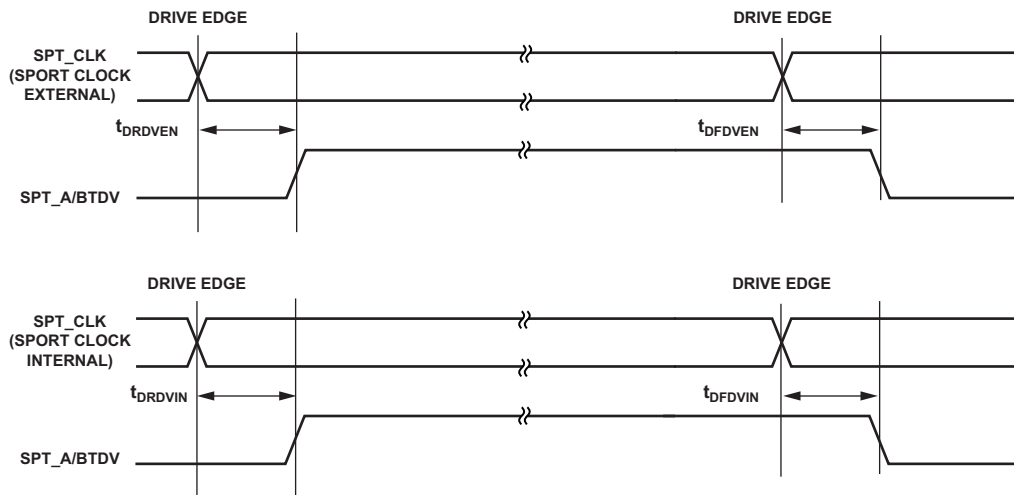 DRIVE EDGE DRIVE EDGE
SPT_CLK
(SPORT CLOCK
EXTERNAL)
tDRDVEN tDFDVEN
SPT_A/BTDV
DRIVE EDGE DRIVE EDGE
SPT_CLK
(SPORT CLOCK
INTERNAL)
tDRDVIN tDFDVIN
SPT_A/BTDV